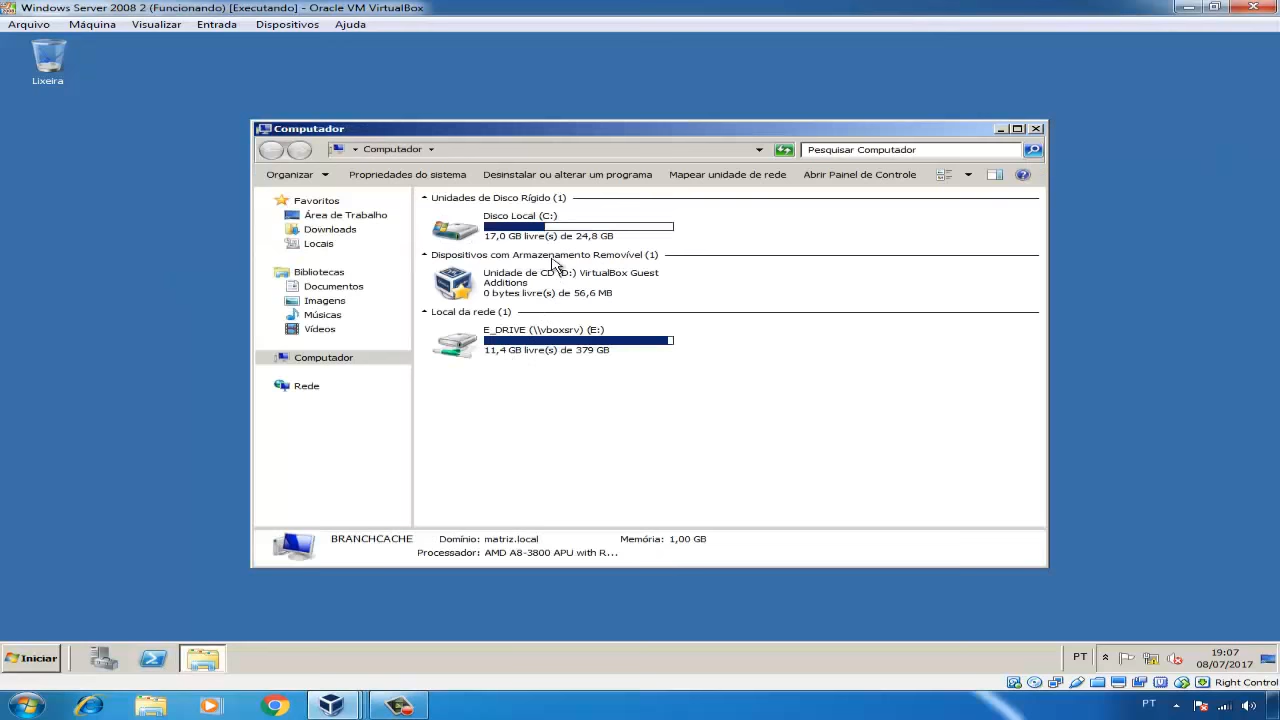 Windows Server 2008 2 (Funcionando) [Executando] - Oracle VM VirtualBox
Arquivo Máquina Visualizar Entrada Dispositivos Ajuda
Lixeira
Computador
Computador
Pesquisar Computador
Organizar Propriedades do sistema Desinstalar ou alterar um programa Mapear unidade de rede Abrir Painel de Controle
Favoritos
Área de Trabalho
Downloads
Locais
Bibliotecas
Documentos
Imagens
Músicas
Vídeos
Computador
Rede
Unidades de Disco Rígido (1)
Disco Local (C:)
17,0 GB livre(s) de 24,8 GB
Dispositivos com Armazenamento Removível (1)
Unidade de CD (D:) VirtualBox Guest
Additions
0 bytes livre(s) de 56,6 MB
Local da rede (1)
E_DRIVE (\\vboxsrv) (E:)
11,4 GB livre(s) de 379 GB
BRANCHCACHE Domínio: matriz.local Memória: 1,00 GB
Processador: AMD A8-3800 APU with R...
Iniciar
PT
19:07
08/07/2017
Right Control
PT